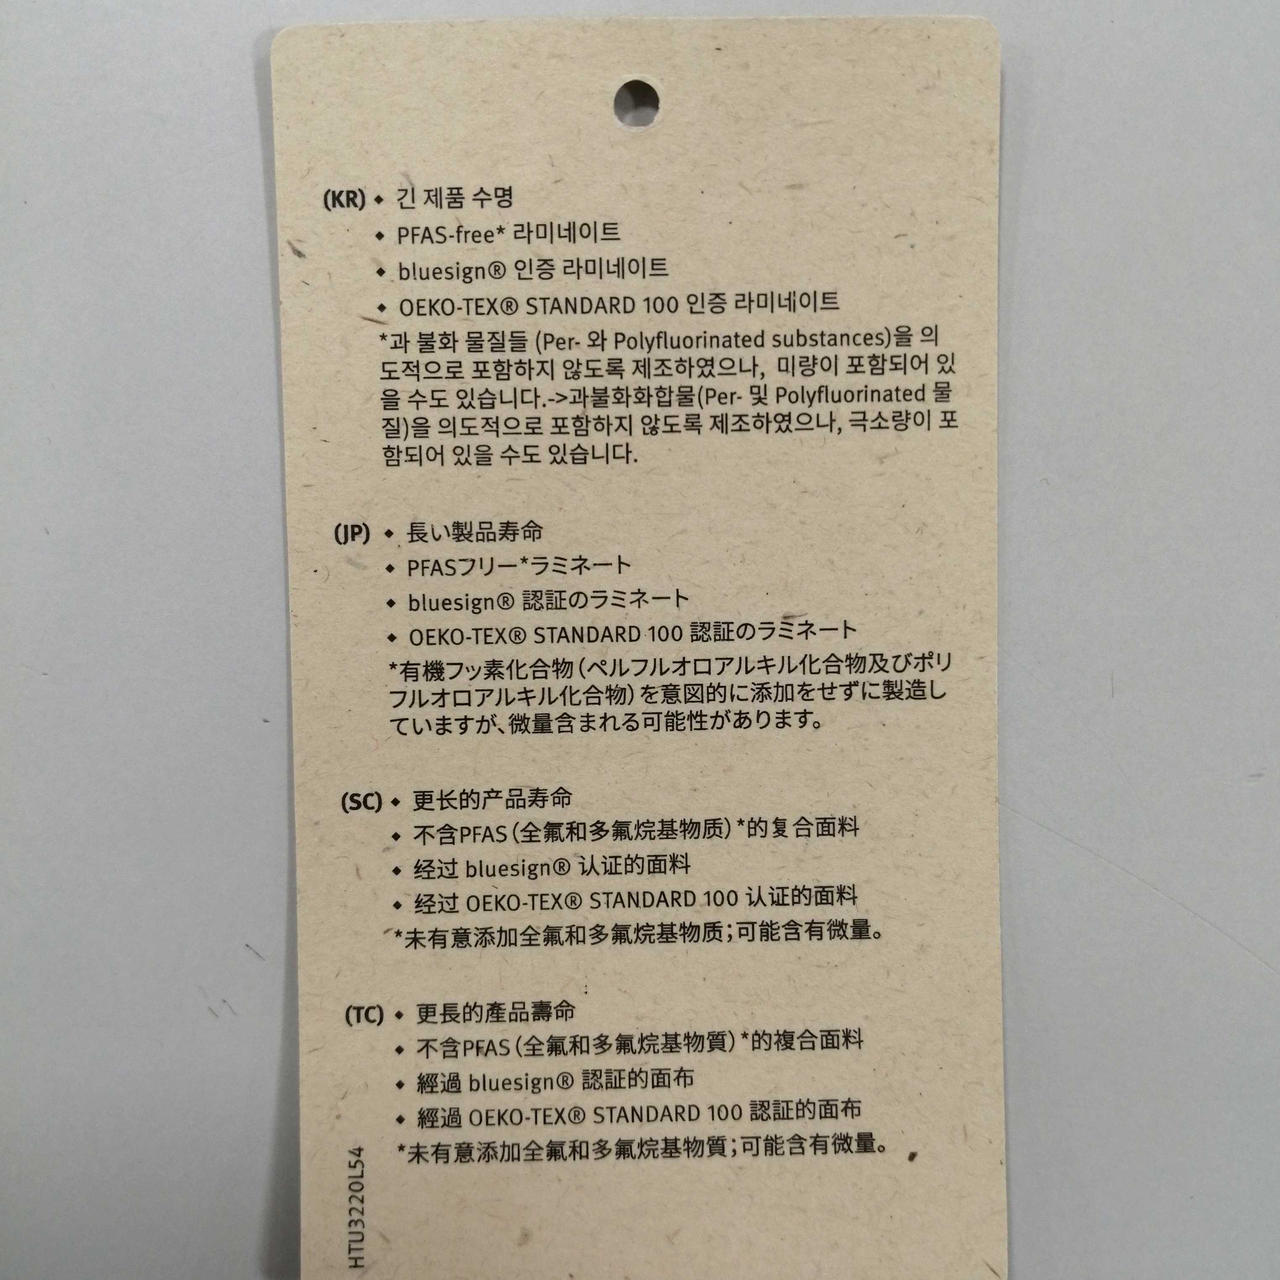 (KR) ◆ 긴 제품 수명
◆ PFAS-free* 라미네이트
◆ bluesign® 인증 라미네이트
◆ OEKO-TEX® STANDARD 100 인증 라미네이트
*과 불화 물질들 (Per- 와 Polyfluorinated substances)을 의
도적으로 포함하지 않도록 제조하였으나, 미량이 포함되어 있
을 수도 있습니다.->과불화화합물(Per- 및 Polyfluorinated 물
질)을 의도적으로 포함하지 않도록 제조하였으나, 극소량이 포
함되어 있을 수도 있습니다.
(JP) ◆ 長い製品寿命
◆ PFASフリー*ラミネート
◆ bluesign® 認証のラミネート
◆ OEKO-TEX® STANDARD 100 認証のラミネート
*有機フッ素化合物（ペルフルオロアルキル化合物及びポリ
フルオロアルキル化合物）を意図的に添加をせずに製造し
ていますが、微量含まれる可能性があります。
(SC) ◆ 更长的产品寿命
◆ 不含PFAS（全氟和多氟烷基物质）*的复合面料
◆ 经过 bluesign® 认证的面料
◆ 经过 OEKO-TEX® STANDARD 100 认证的面料
*未有意添加全氟和多氟烷基物质；可能含有微量。
(TC) ◆ 更長的產品壽命
◆ 不含PFAS（全氟和多氟烷基物質）*的複合面料
◆ 經過 bluesign® 認証的面布
◆ 經過 OEKO-TEX® STANDARD 100 認証的面布
*未有意添加全氟和多氟烷基物質；可能含有微量。
HTU3220L54